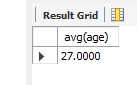 Result Grid
avg(age)
27.0000